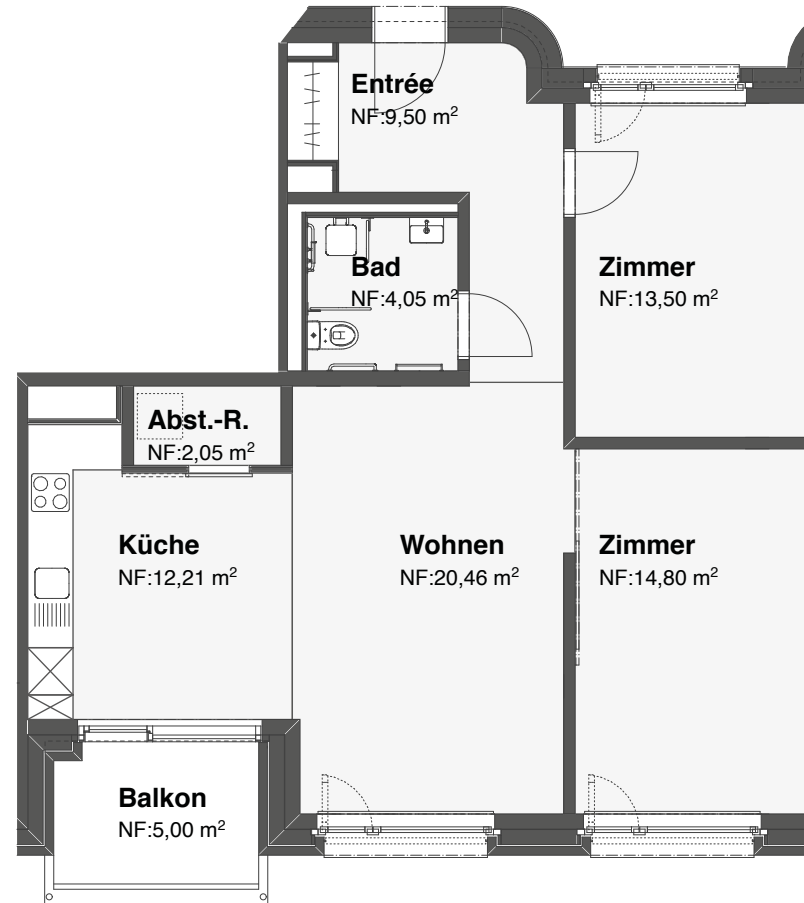 Entrée
NF:9,50 m²
Bad
NF:4,05 m²
Zimmer
NF:13,50 m²
Abst.-R.
NF:2,05 m²
Küche
NF:12,21 m²
Wohnen
NF:20,46 m²
Zimmer
NF:14,80 m²
Balkon
NF:5,00 m²